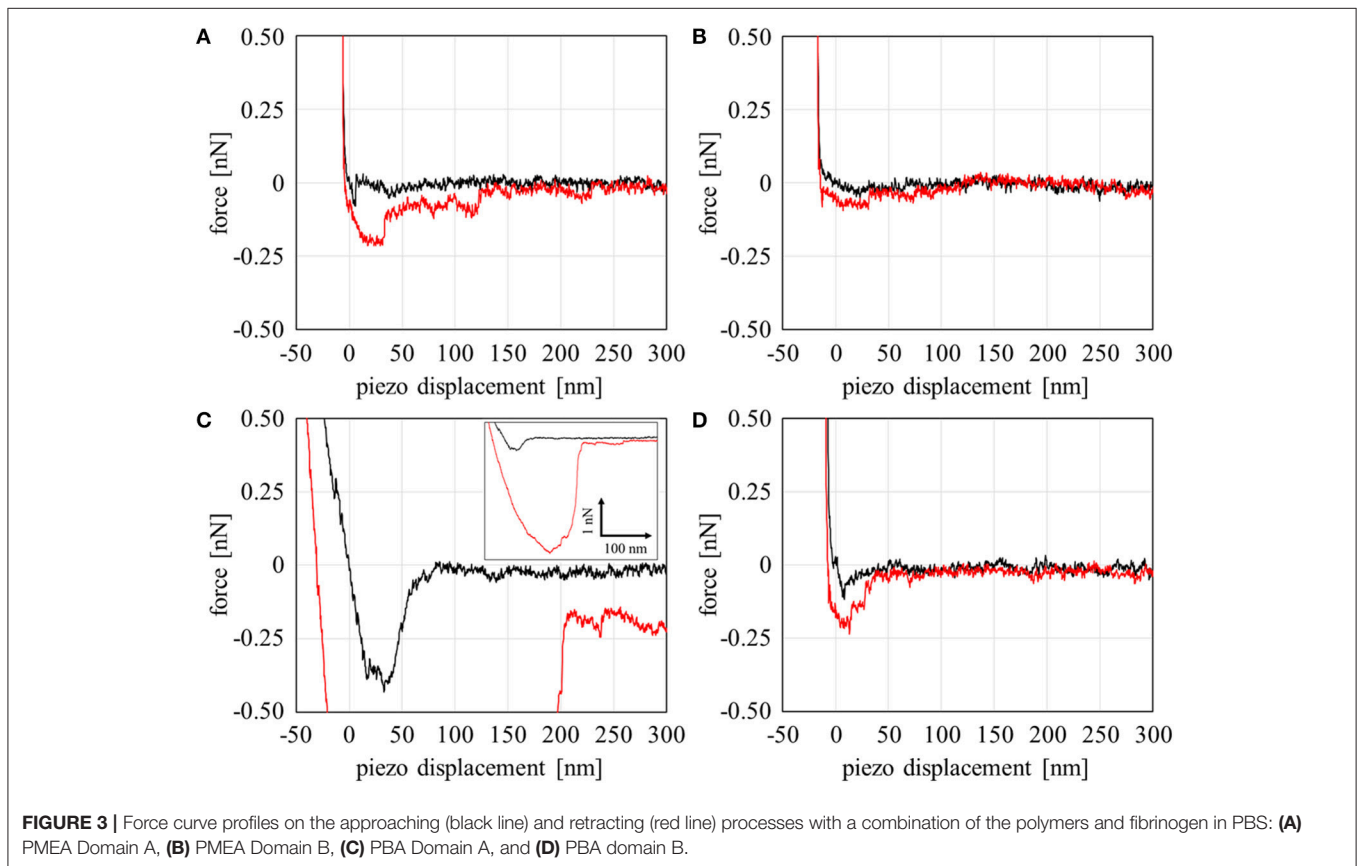 A
0.50
0.25
0
-0.25
-0.50
force [nN]
-50 0 50 100 150 200 250 300
piezo displacement [nm]
B
0.50
0.25
0
-0.25
-0.50
force [nN]
-50 0 50 100 150 200 250 300
piezo displacement [nm]
C
0.50
0.25
0
-0.25
-0.50
force [nN]
1 nN
100 nm
-50 0 50 100 150 200 250 300
piezo displacement [nm]
D
0.50
0.25
0
-0.25
-0.50
force [nN]
-50 0 50 100 150 200 250 300
piezo displacement [nm]
FIGURE 3 | Force curve profiles on the approaching (black line) and retracting (red line) processes with a combination of the polymers and fibrinogen in PBS: (A)
PMEA Domain A, (B) PMEA Domain B, (C) PBA Domain A, and (D) PBA domain B.